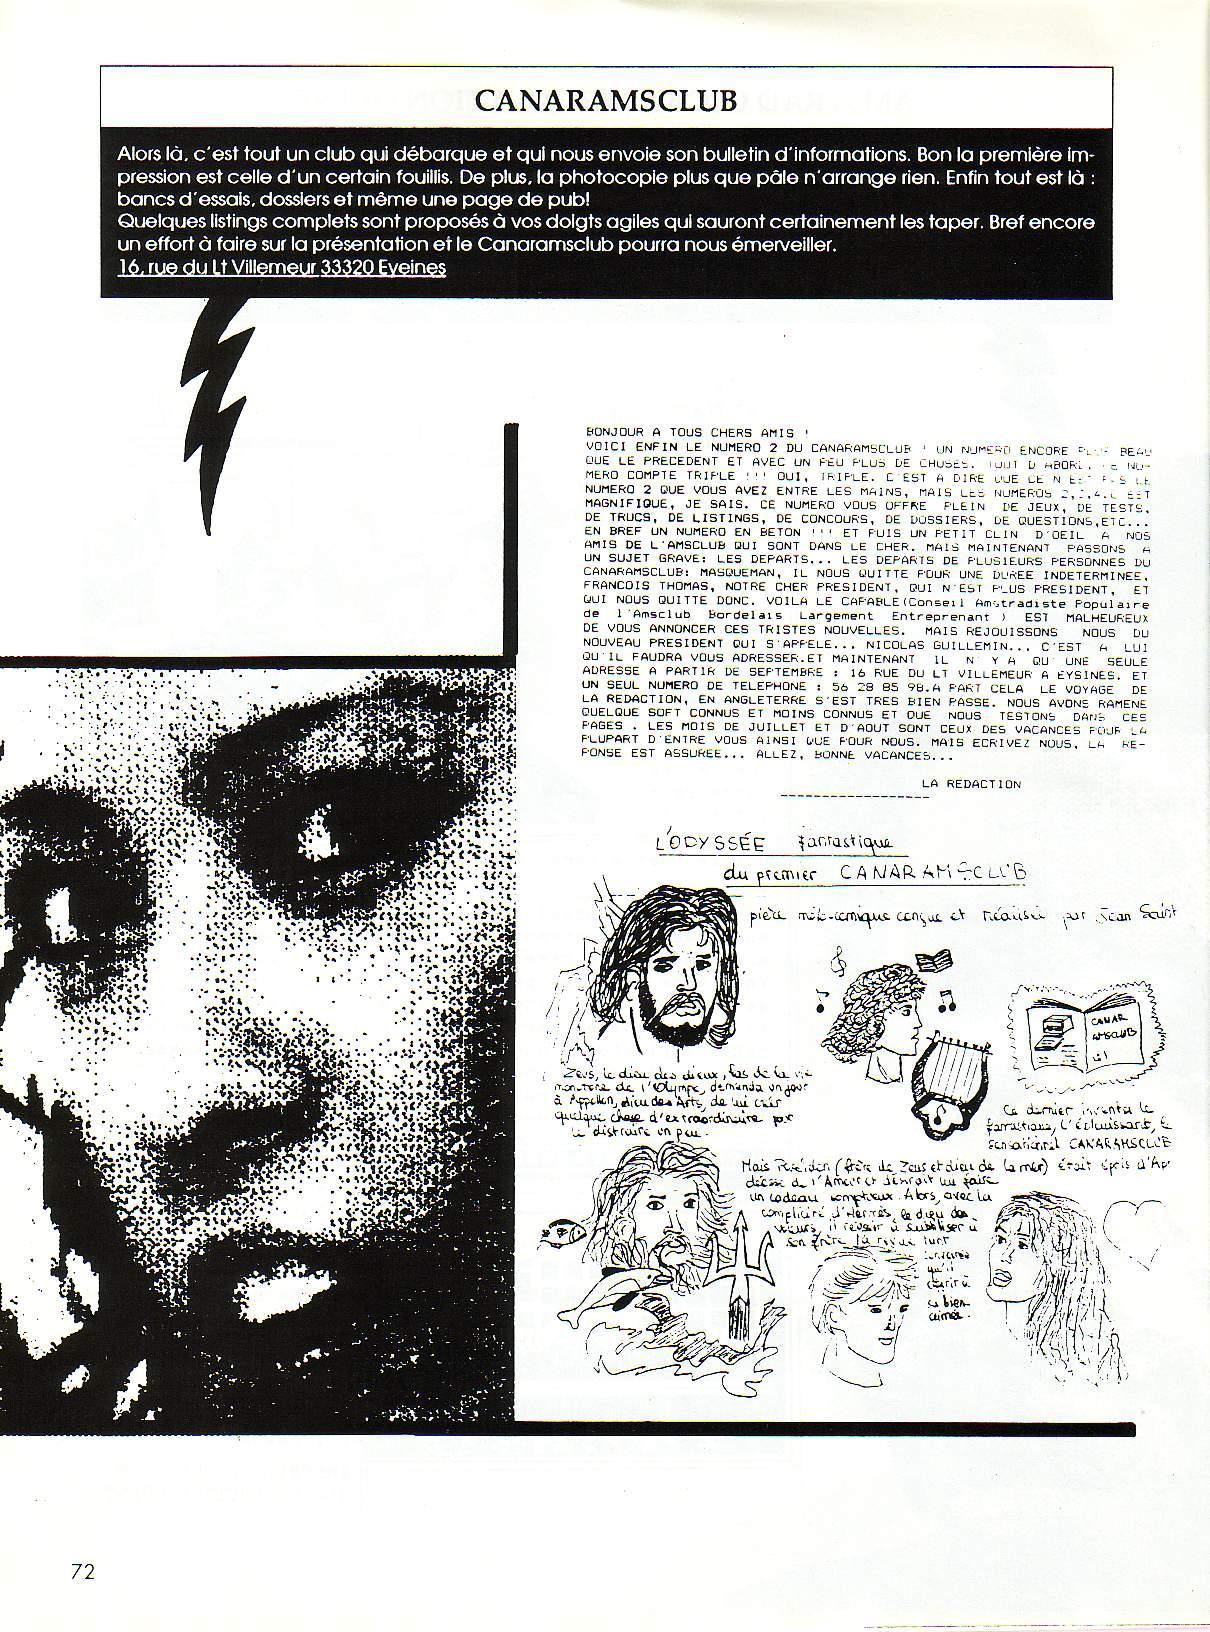 CANARAMSCLUB
Alors là, c'est tout un club qui débarque et qui nous envoie son bulletin d'informations. Bon la première im-
pression est celle d'un certain fouillis. De plus, la photocopie plus que pâle n'arrange rien. Enfin tout est là :
bancs d'essais, dossiers et même une page de pub!
Quelques listings complets sont proposés à vos doigts agiles qui sauront certainement les taper. Bref encore
un effort à faire sur la présentation et le Canaramsclub pourra nous émerveiller.
16, rue du Lt Villemeur 33320 Eyeines
BONJOUR A TOUS CHERS AMIS !
VOICI ENFIN LE NUMERO 2 DU CANARAMSCLUB ! UN NUMERO ENCORE PLUS BEAU
QUE LE PRECEDENT ET AVEC UN PEU PLUS DE CHOSES. TOUT D'ABORD, NU-
MERO COMPTE TRIPLE !!! OUI, TRIPLE. C'EST A DIRE QUE CE N'EST PAS LE
NUMERO 2 QUE VOUS AVEZ ENTRE LES MAINS, MAIS LES NUMEROS 2,3,4. EST
MAGNIFIQUE, JE SAIS. CE NUMERO VOUS OFFRE PLEIN DE JEUX, DE TESTS,
DE TRUCS, DE LISTINGS, DE CONCOURS, DE DOSSIERS, DE QUESTIONS,ETC...
EN BREF UN NUMERO EN BETON !!! ET PUIS UN PETIT CLIN D'OEIL A NOS
AMIS DE L'AMSCLUB QUI SONT DANS LE CHER. MAIS MAINTENANT PASSONS A
UN SUJET GRAVE: LES DEPARTS... LES DEPARTS DE PLUSIEURS PERSONNES DU
CANARAMSCLUB: MASQUEMAN, IL NOUS QUITTE POUR UNE DUREE INDETERMINEE,
FRANCOIS THOMAS, NOTRE CHER PRESIDENT, QUI N'EST PLUS PRESIDENT, ET
QUI NOUS QUITTE DONC. VOILA LE CAPABLE(Conseil Amstradiste Populaire
de l'Amsclub Bordelais Largement Entreprenant ) EST MALHEUREUX
DE VOUS ANNONCER CES TRISTES NOUVELLES. MAIS REJOUISSONS NOUS DU
NOUVEAU PRESIDENT QUI S'APPELE... NICOLAS GUILLEMIN... C'EST A LUI
QU'IL FAUDRA VOUS ADRESSER.ET MAINTENANT IL N'Y A QU'UNE SEULE
ADRESSE A PARTIR DE SEPTEMBRE : 16 RUE DU LT VILLEMEUR A EYSINES. ET
UN SEUL NUMERO DE TELEPHONE : 56 28 85 98.A PART CELA LE VOYAGE DE
LA REDACTION, EN ANGLETERRE S'EST TRES BIEN PASSE. NOUS AVONS RAMENE
QUELQUE SOFT CONNUS ET MOINS CONNUS ET QUE NOUS TESTONS DANS CES
PAGES . LES MOIS DE JUILLET ET D'AOUT SONT CEUX DES VACANCES POUR LA
PLUPART D'ENTRE VOUS AINSI QUE POUR NOUS. MAIS ECRIVEZ NOUS, LA RE-
PONSE EST ASSUREE... ALLEZ, BONNE VACANCES...
LA REDACTION
L'ODYSSÉE fantastique
du premier CANARAMSCLUB
pièce mélo-comique conçue et réalisée par Jean
Zeus, le dieu des dieux, las de la vie
monotone de l'Olympe, demanda un jour
à Appollon, dieu des Arts, de lui créer
quelque chose d'extraordinaire pr
le distraire un peu.
CANAR
AMSCLUB
Ce dernier inventa le
fantastique, l'éblouissant, le
sensationnel CANARAMSCLUB
Mais Poséidon (frère de Zeus et dieu de la mer) était épris d'Ap
déesse de l'Amour et désirait lui faire
un cadeau somptueux. Alors, avec la
complicité d'Hermès, le dieu des
voleurs, il réussit à subtiliser à
son frère la revue tant
qu'il
à
sa bien
aimée.
72